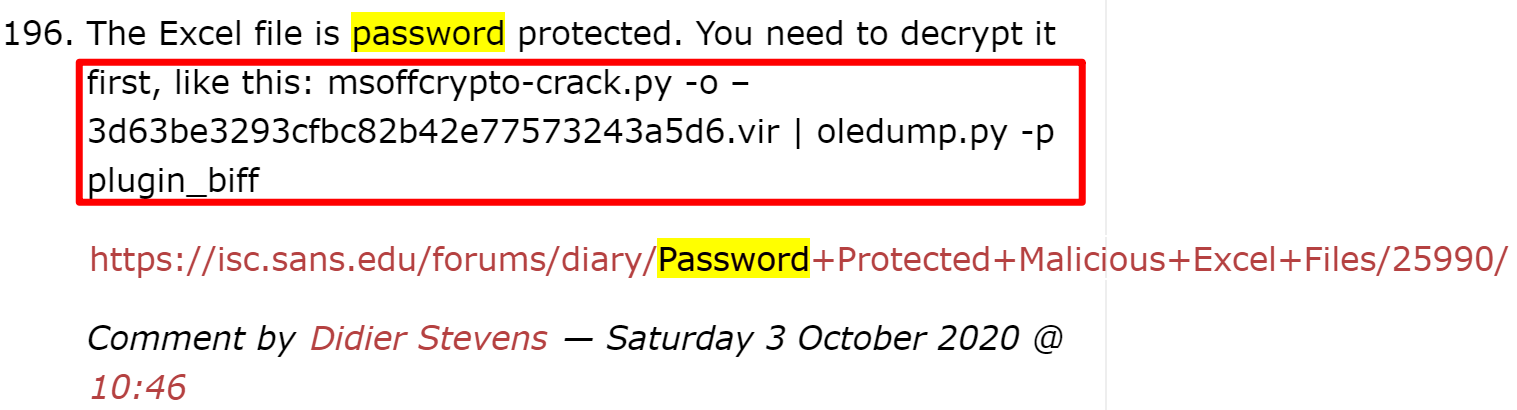 196. The Excel file is password protected. You need to decrypt it
first, like this: msoffcrypto-crack.py -o –
3d63be3293cfbc82b42e77573243a5d6.vir | oledump.py -p
plugin_biff
https://isc.sans.edu/forums/diary/Password+Protected+Malicious+Excel+Files/25990/
Comment by Didier Stevens — Saturday 3 October 2020 @
10:46